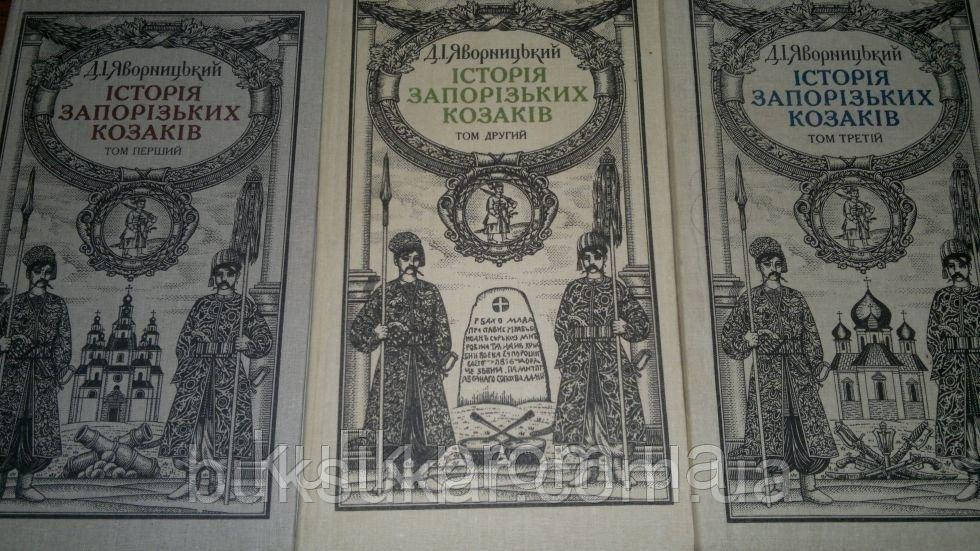 Д.І.Яворницький
ІСТОРІЯ
ЗАПОРІЗЬКИХ
КОЗАКІВ
ТОМ ПЕРШИЙ
Д.І.Яворницький
ІСТОРІЯ
ЗАПОРІЗЬКИХ
КОЗАКІВ
ТОМ ДРУГИЙ
Д.І.Яворницький
ІСТОРІЯ
ЗАПОРІЗЬКИХ
КОЗАКІВ
ТОМ ТРЕТІЙ